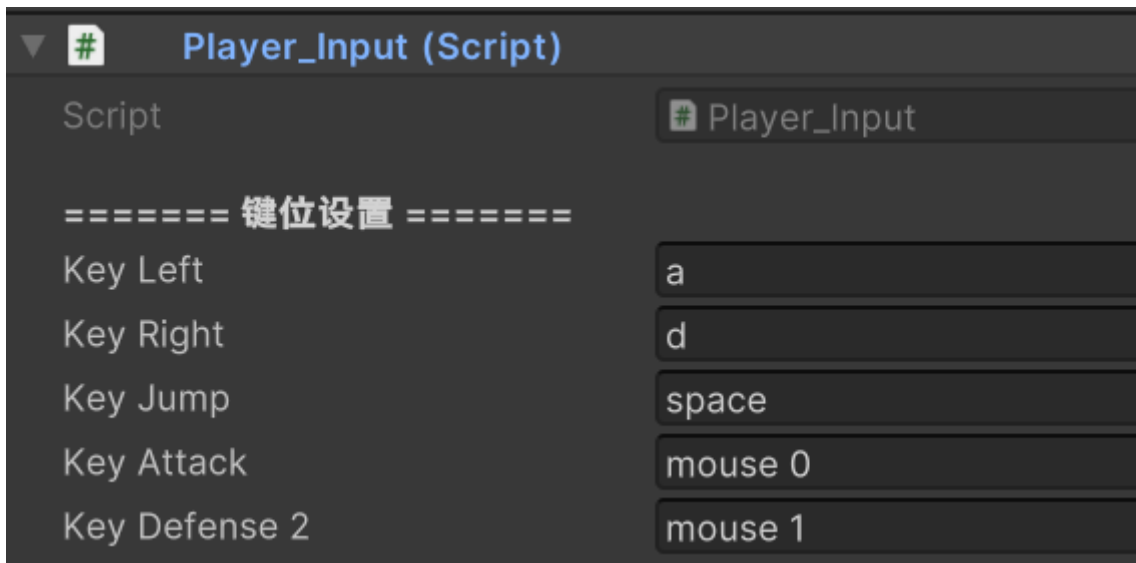 # Player_Input (Script)
Script # Player_Input
======= 键位设置 =======
Key Left a
Key Right d
Key Jump space
Key Attack mouse 0
Key Defense 2 mouse 1